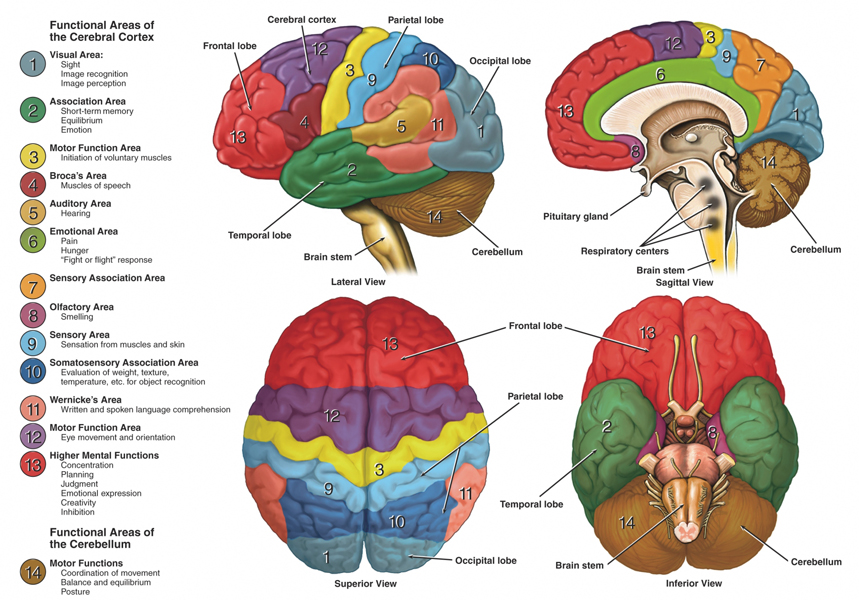 Functional Areas of
the Cerebral Cortex
1
Visual Area:
Sight
Image recognition
Image perception
2
Association Area
Short-term memory
Equilibrium
Emotion
3
Motor Function Area
Initiation of voluntary muscles
4
Broca's Area
Muscles of speech
5
Auditory Area
Hearing
6
Emotional Area
Pain
Hunger
"Fight or flight" response
7
Sensory Association Area
8
Olfactory Area
Smelling
9
Sensory Area
Sensation from muscles and skin
10
Somatosensory Association Area
Evaluation of weight, texture,
temperature, etc. for object recognition
11
Wernicke's Area
Written and spoken language comprehension
12
Motor Function Area
Eye movement and orientation
13
Higher Mental Functions
Concentration
Planning
Judgment
Emotional expression
Creativity
Inhibition
Functional Areas of
the Cerebellum
14
Motor Functions
Coordination of movement
Balance and equilibrium
Posture
Cerebral cortex
Parietal lobe
Frontal lobe
Occipital lobe
12
3
9
10
13
4
5
11
1
2
14
Temporal lobe
Brain stem
Cerebellum
Lateral View
12
3
9
7
6
13
1
8
14
Pituitary gland
Respiratory centers
Cerebellum
Brain stem
Sagittal View
13
12
3
9
11
10
1
Frontal lobe
Parietal lobe
Temporal lobe
Occipital lobe
Superior View
13
2
8
14
Brain stem
Cerebellum
Inferior View